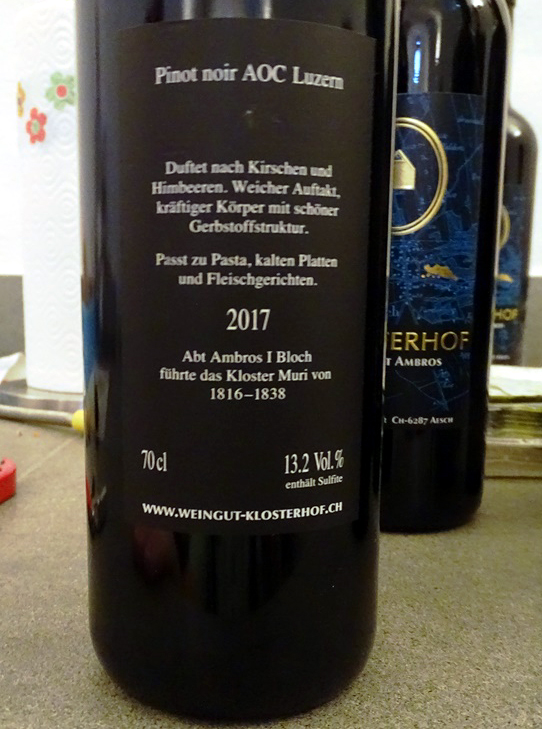 Pinot noir AOC Luzern
Duftet nach Kirschen und
Himbeeren. Weicher Auftakt,
kräftiger Körper mit schöner
Gerbstoffstruktur.
Passt zu Pasta, kalten Platten
und Fleischgerichten.
2017
Abt Ambros I Bloch
führte das Kloster Muri von
1816–1838
70 cl
13.2 Vol.%
enthält Sulfite
WWW.WEINGUT-KLOSTERHOF.CH
STERHOF
T AMBROS
CH-6287 AESCH
HOF